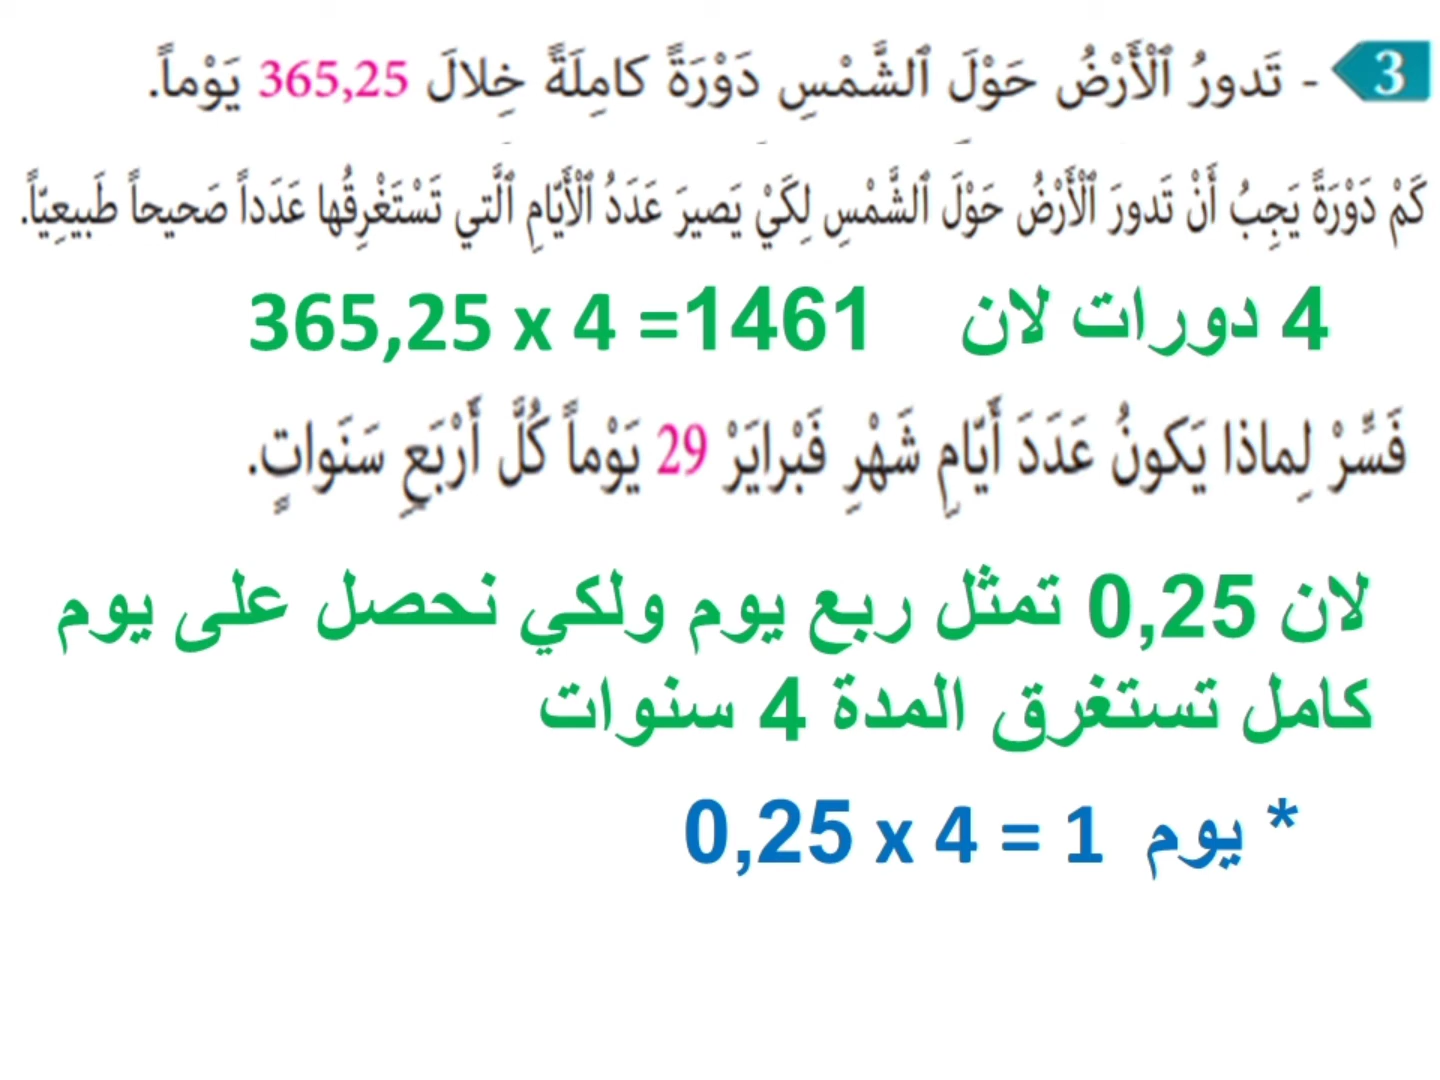 3 - تَدورُ ٱلْأَرْضُ حَوْلَ ٱلشَّمْسِ دَوْرَةً كامِلَةً خِلالَ 365,25 يَوْماً.
كَمْ دَوْرَةً يَجِبُ أَنْ تَدورَ ٱلْأَرْضُ حَوْلَ ٱلشَّمْسِ لِكَيْ يَصيرَ عَدَدُ ٱلْأَيّامِ ٱلَّتي تَسْتَغْرِقُها عَدَداً صَحيحاً طَبيعِيّاً.
4 دورات لان 365,25 x 4 =1461
فَسِّرْ لِماذا يَكونُ عَدَدَ أَيّامِ شَهْرِ فَبْرايَرْ 29 يَوْماً كُلَّ أَرْبَعِ سَنَواتٍ.
لان 0,25 تمثل ربع يوم ولكي نحصل على يوم
كامل تستغرق المدة 4 سنوات
* يوم 0,25 x 4 = 1